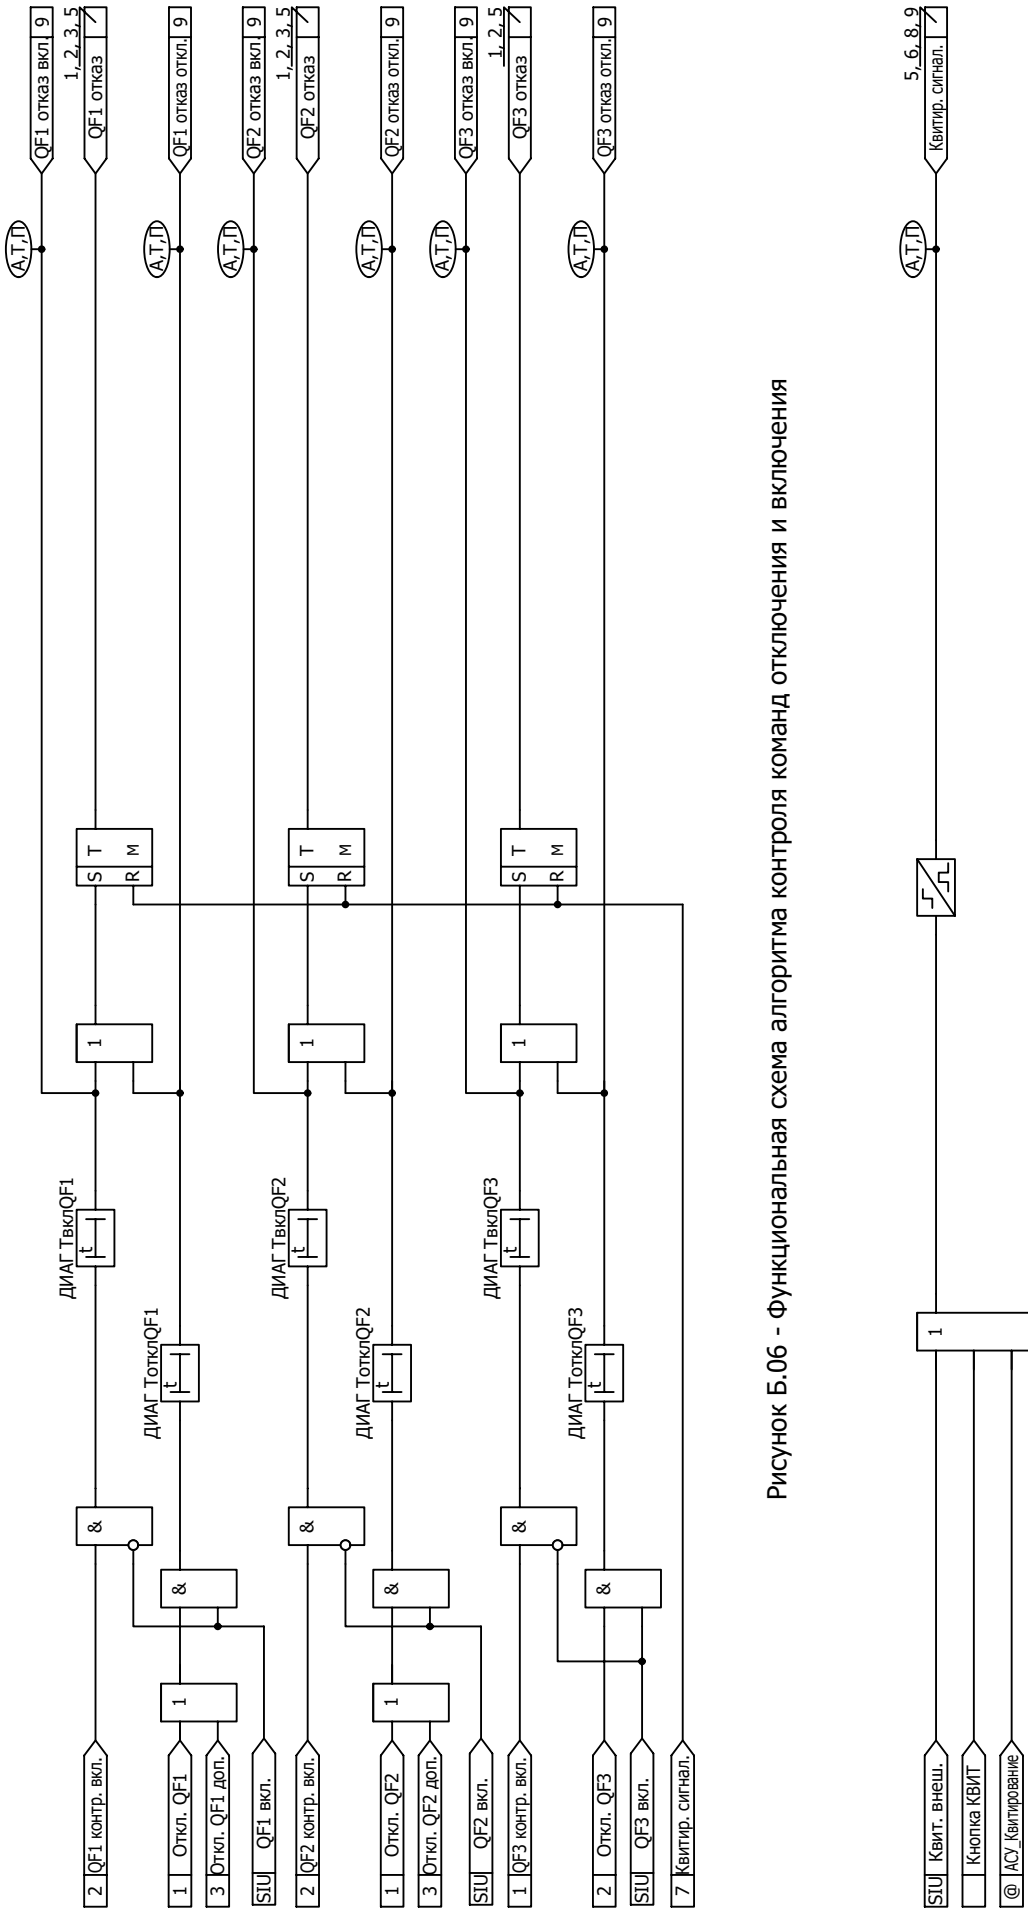 2 QF1 контр. вкл.
1 Откл. QF1
3 Откл. QF1 доп.
SIU QF1 вкл.
&
&
1
ДИАГ ТвклQF1
t
ДИАГ ТотклQF1
t
1
S T
R M
А,Т,П
QF1 отказ вкл. 9
1, 2, 3, 5
QF1 отказ
А,Т,П
QF1 отказ откл. 9
2 QF2 контр. вкл.
1 Откл. QF2
3 Откл. QF2 доп.
SIU QF2 вкл.
&
&
1
ДИАГ ТвклQF2
t
ДИАГ ТотклQF2
t
1
S T
R M
А,Т,П
QF2 отказ вкл. 9
1, 2, 3, 5
QF2 отказ
А,Т,П
QF2 отказ откл. 9
1 QF3 контр. вкл.
2 Откл. QF3
SIU QF3 вкл.
7 Квитир. сигнал.
&
&
ДИАГ ТвклQF3
t
ДИАГ ТотклQF3
t
1
S T
R M
А,Т,П
QF3 отказ вкл. 9
1, 2, 5
QF3 отказ
А,Т,П
QF3 отказ откл. 9
Рисунок Б.06 - Функциональная схема алгоритма контроля команд отключения и включения
SIU Квит. внеш.
Кнопка КВИТ
@ АСУ_Квитирование
1
А,Т,П
5, 6, 8, 9
Квитир. сигнал.